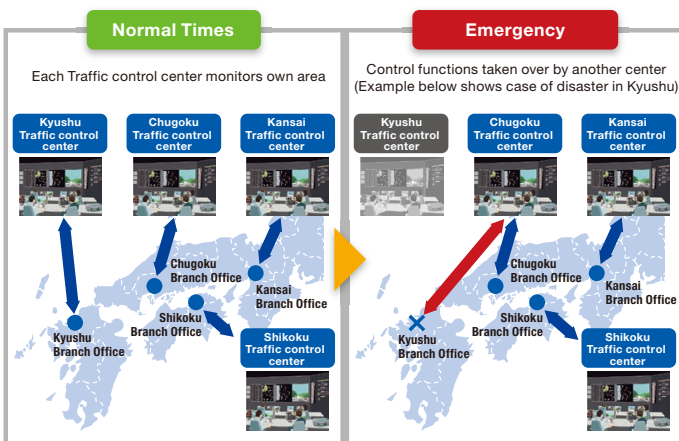 Normal Times
Each Traffic control center monitors own area
Kyushu
Traffic control
center
Chugoku
Traffic control
center
Kansai
Traffic control
center
Chugoku
Branch Office
Kansai
Branch Office
Shikoku
Branch Office
Kyushu
Branch Office
Shikoku
Traffic control
center
Emergency
Control functions taken over by another center
(Example below shows case of disaster in Kyushu)
Kyushu
Traffic control
center
Chugoku
Traffic control
center
Kansai
Traffic control
center
Chugoku
Branch Office
Kansai
Branch Office
Shikoku
Branch Office
Kyushu
Branch Office
Shikoku
Traffic control
center